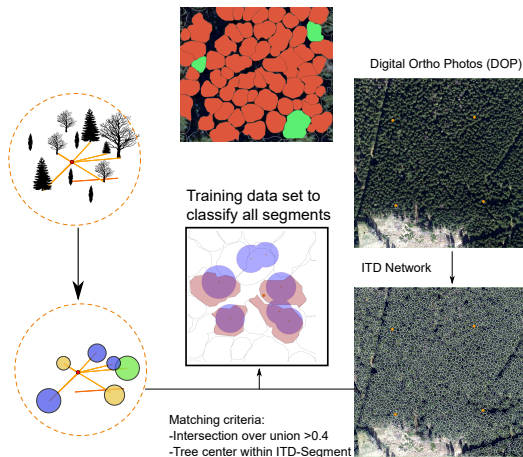 Digital Ortho Photos (DOP)
Training data set to
classify all segments
ITD Network
Matching criteria:
-Intersection over union >0.4
-Tree center within ITD-Segment